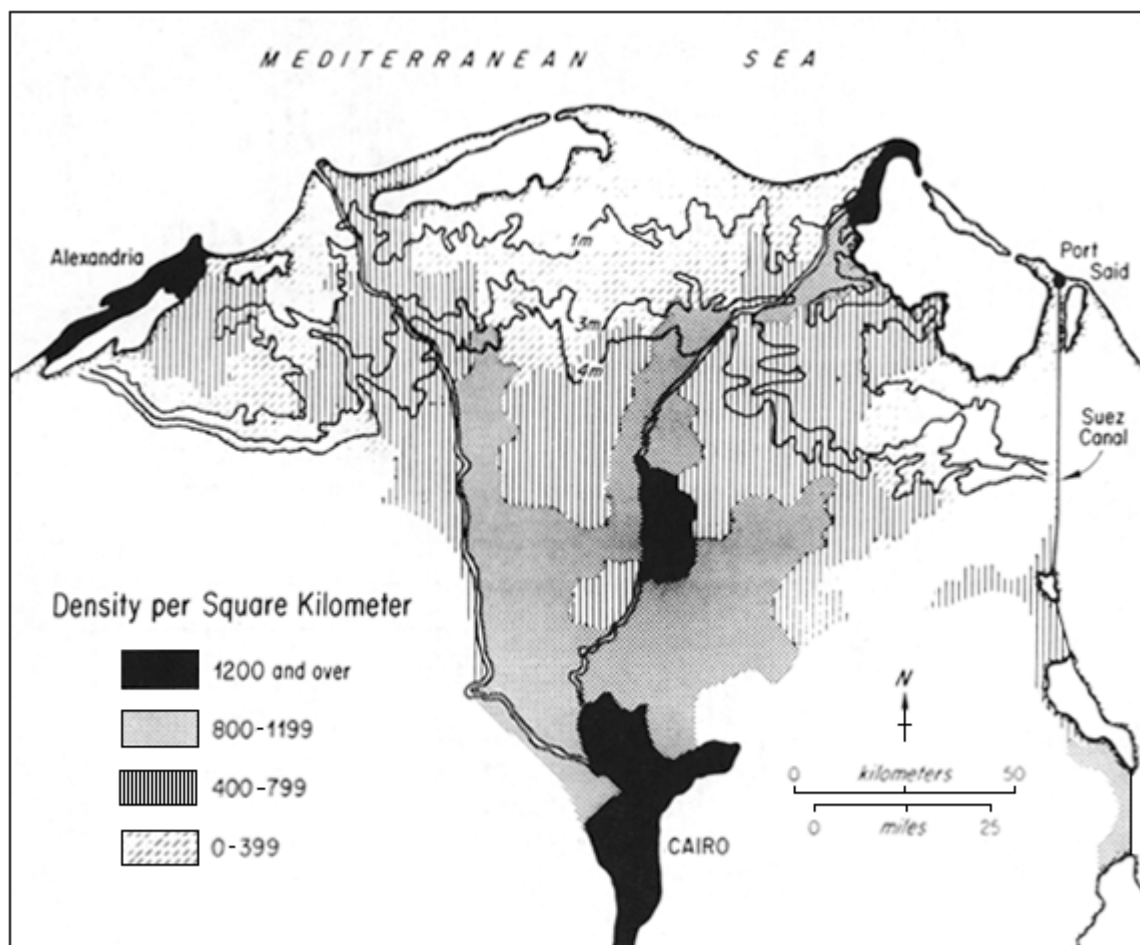 MEDITERRANEAN SEA
Alexandria
Port
Said
1m
3m
4m
Suez
Canal
Density per Square Kilometer
1200 and over
800-1199
400-799
0-399
N
0 kilometers 50
0 miles 25
CAIRO